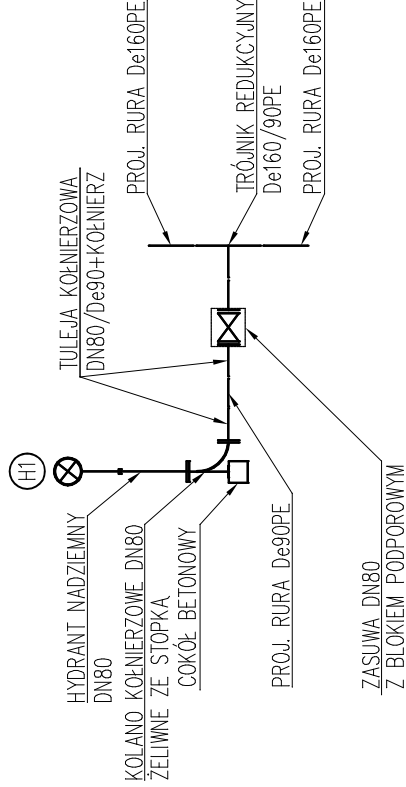 H1
HYDRANT NADZIEMNY
DN80
KOLANO KOŁNIERZOWE DN80
ŻELIWNE ZE STOPKĄ
COKÓŁ BETONOWY
TULEJA KOŁNIERZOWA
DN80/De90+KOŁNIERZ
PROJ. RURA De90PE
ZASUWA DN80
Z BLOKIEM PODPOROWYM
PROJ. RURA De160PE
TRÓJNIK REDUKCYJNY
De160/90PE
PROJ. RURA De160PE